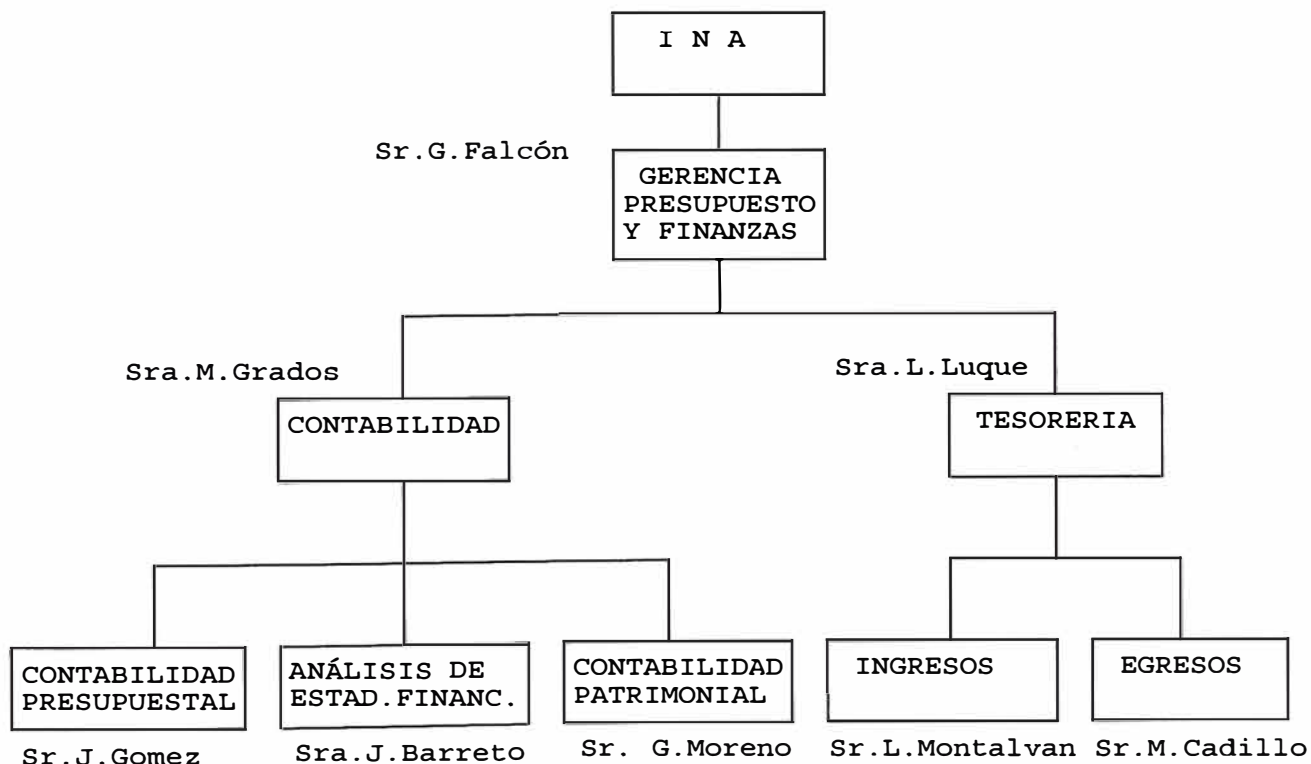 I N A
Sr.G.Falcón
GERENCIA
PRESUPUESTO
Y FINANZAS
Sra.M.Grados
CONTABILIDAD
Sra.L.Luque
TESORERIA
CONTABILIDAD
PRESUPUESTAL
Sr.J.Gomez
ANÁLISIS DE
ESTAD.FINANC.
Sra.J.Barreto
CONTABILIDAD
PATRIMONIAL
Sr. G.Moreno
INGRESOS
Sr.L.Montalvan
EGRESOS
Sr.M.Cadillo